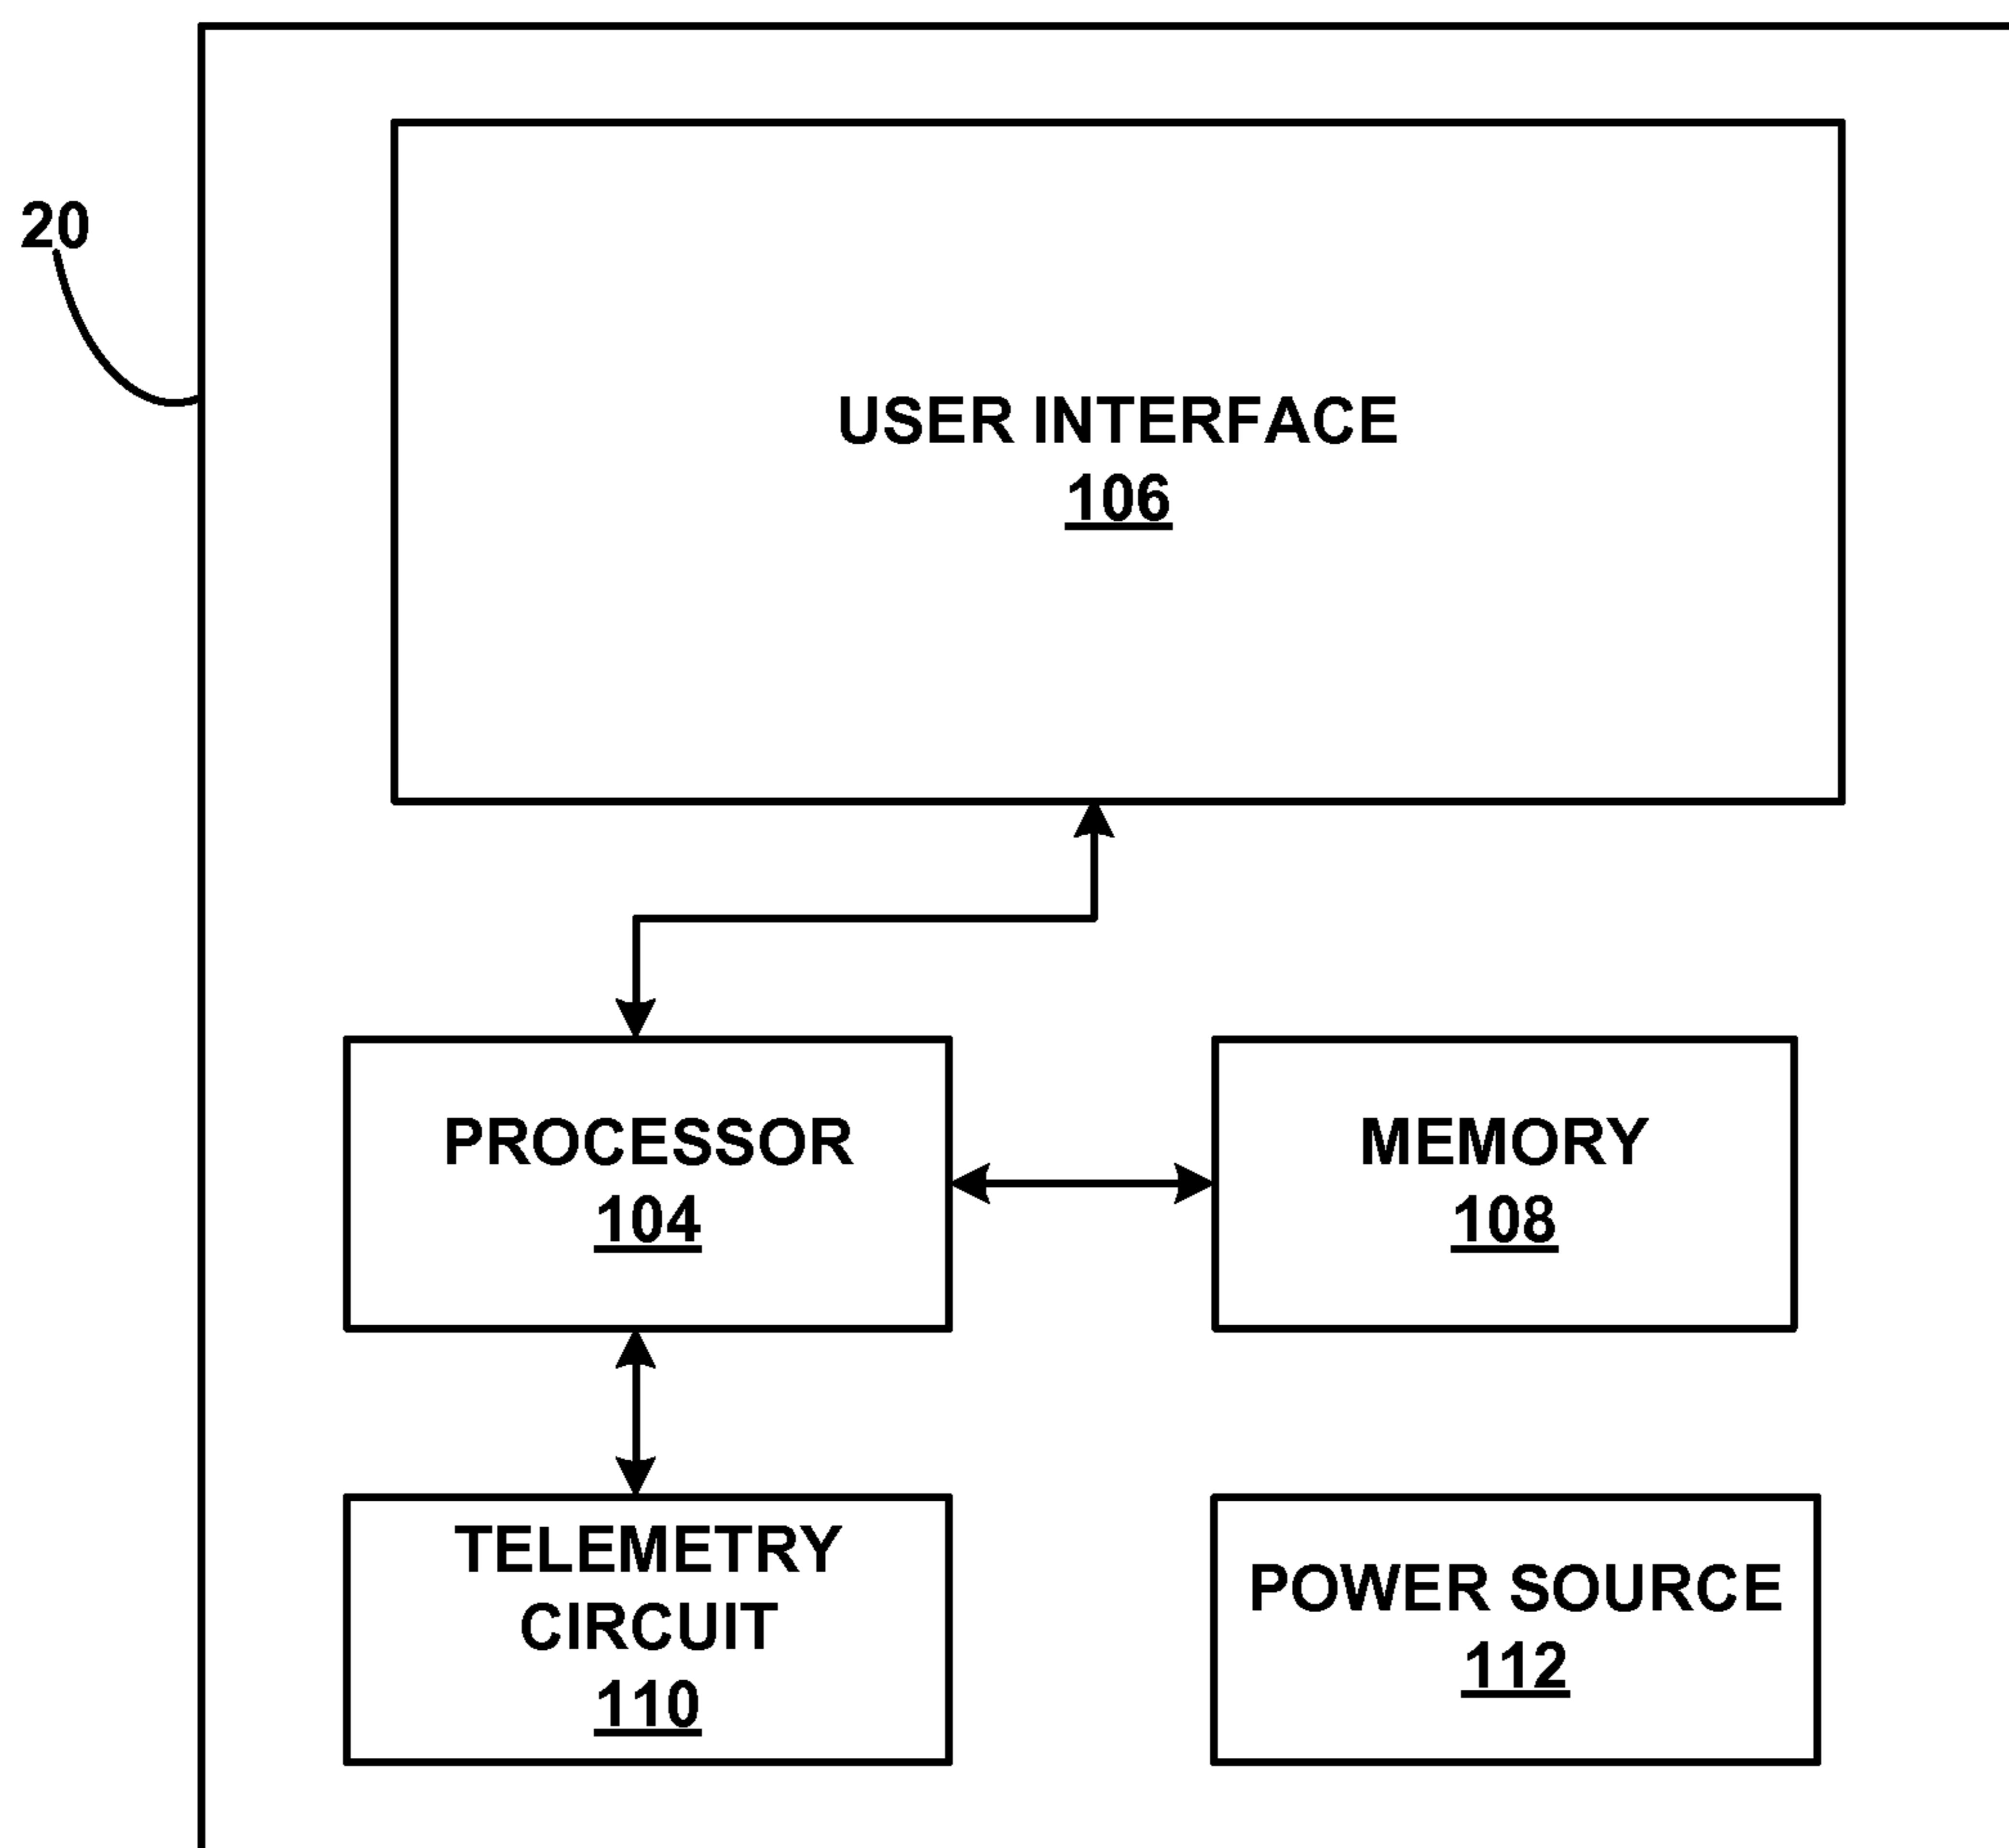 20
USER INTERFACE
106
PROCESSOR
104
MEMORY
108
TELEMETRY
CIRCUIT
110
POWER SOURCE
112